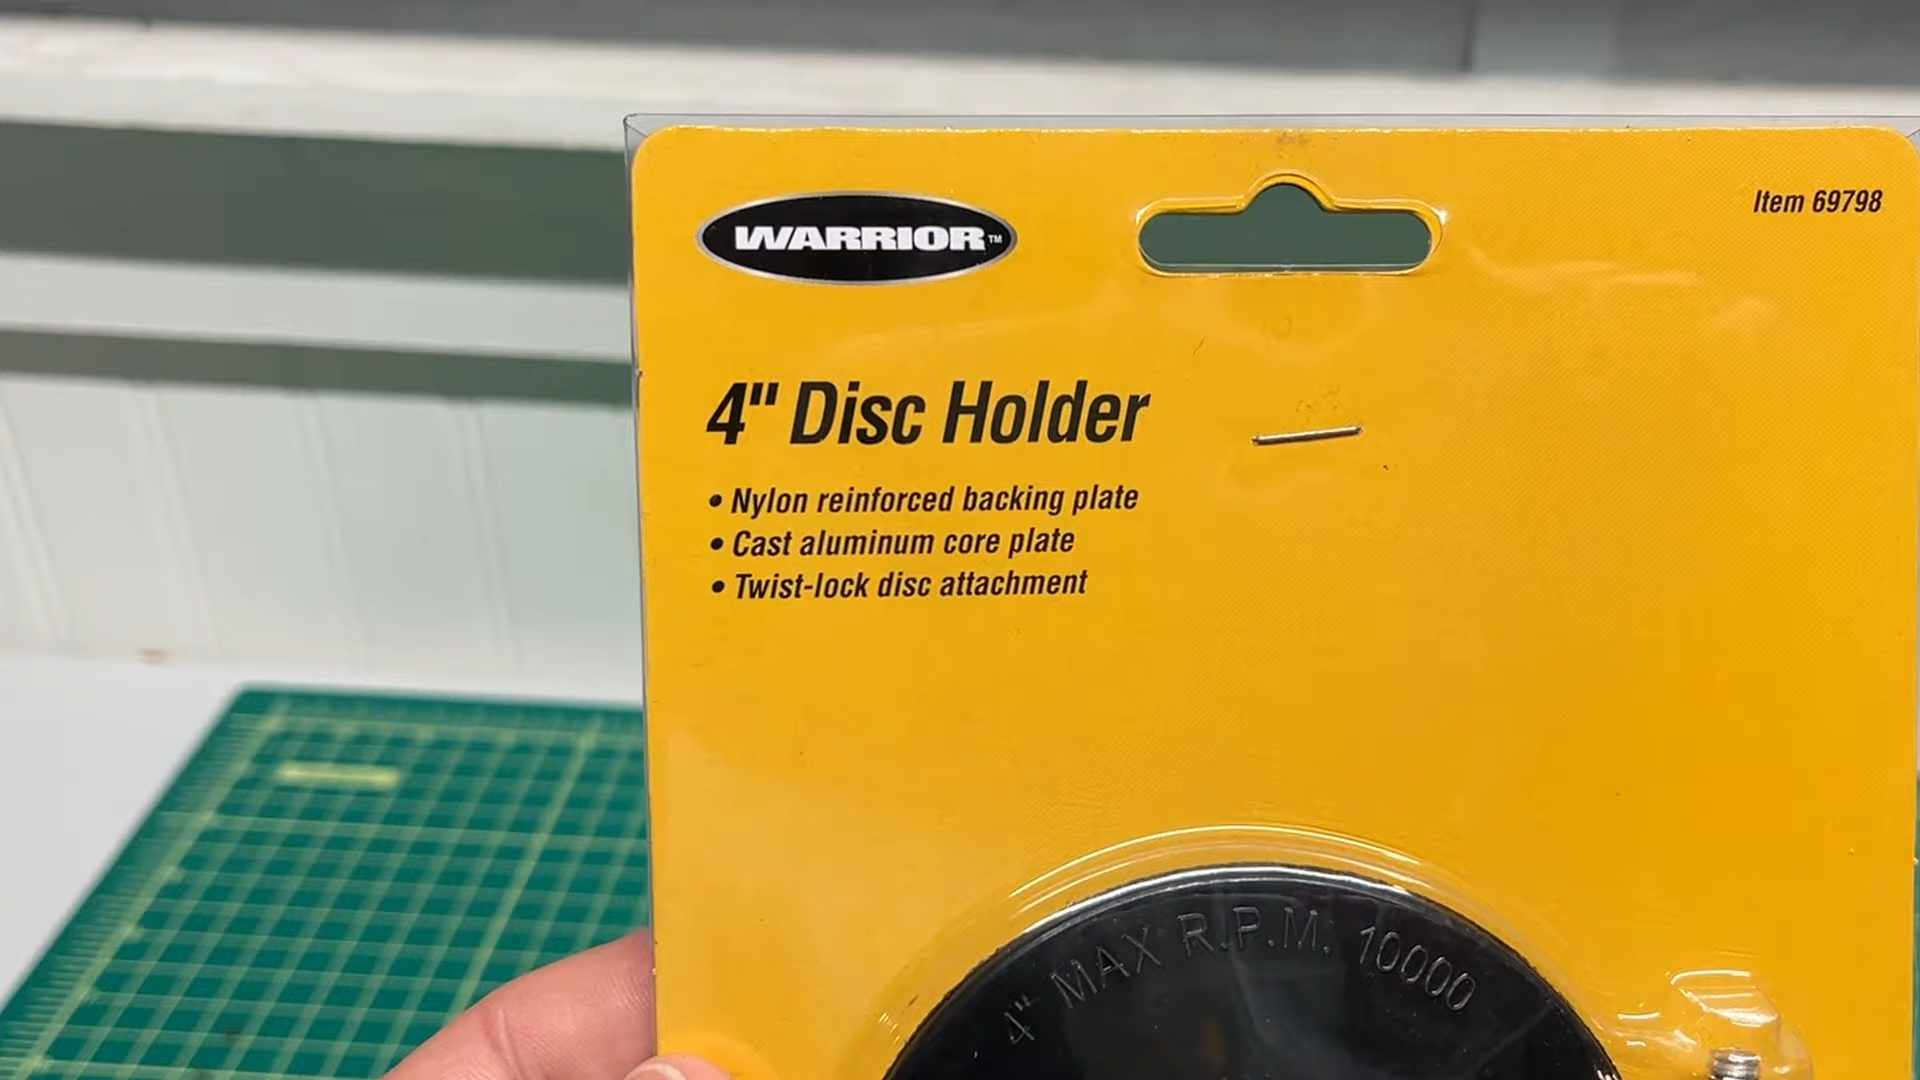 WARRIOR™
Item 69798
4" Disc Holder
• Nylon reinforced backing plate
• Cast aluminum core plate
• Twist-lock disc attachment
4" MAX R.P.M. 10000